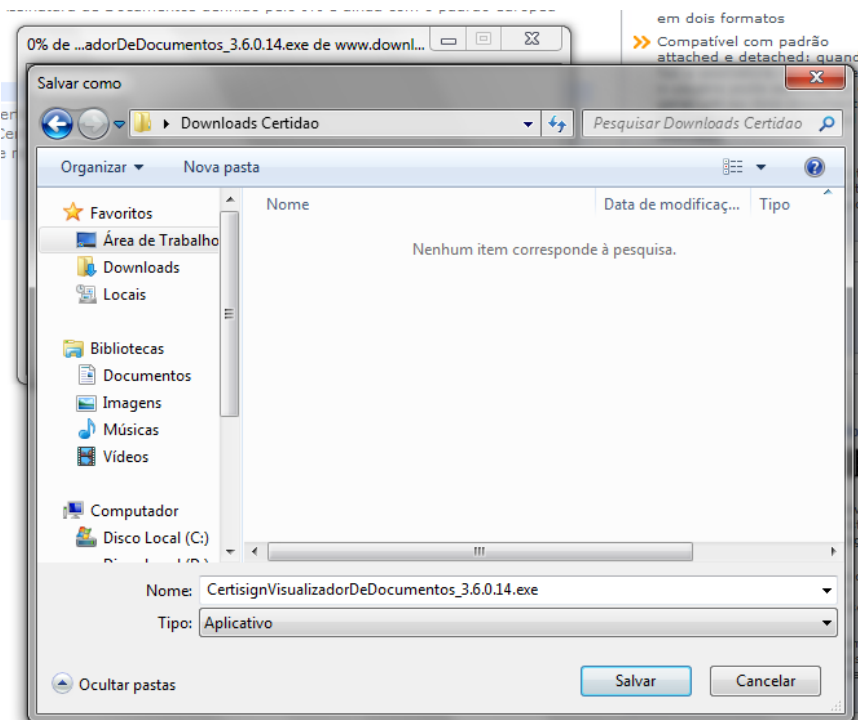 em dois formatos
0% de ...adorDeDocumentos_3.6.0.14.exe de www.downl...
Compatível com padrão
attached e detached: quand
Salvar como
Downloads Certidao
Pesquisar Downloads Certidao
Organizar
Nova pasta
Favoritos
Área de Trabalho
Downloads
Locais
Bibliotecas
Documentos
Imagens
Músicas
Vídeos
Computador
Disco Local (C:)
Nome
Data de modificaç...
Tipo
Nenhum item corresponde à pesquisa.
Nome: CertisignVisualizadorDeDocumentos_3.6.0.14.exe
Tipo: Aplicativo
Ocultar pastas
Salvar
Cancelar